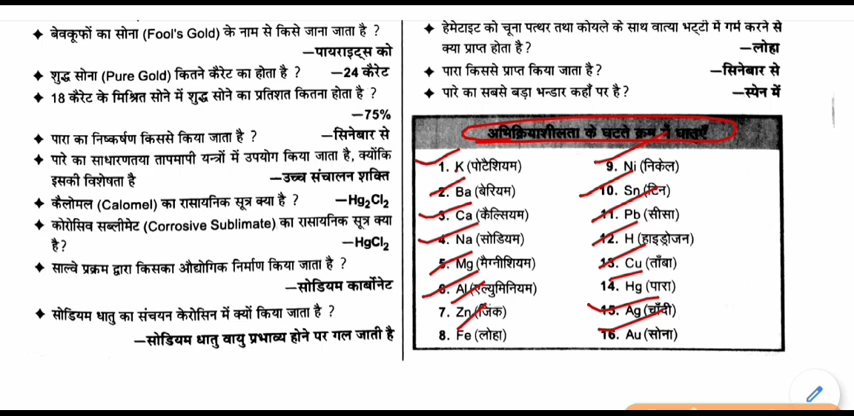 ◆ बेवकूफों का सोना (Fool's Gold) के नाम से किसे जाना जाता है ?
—पायराइट्स को
◆ शुद्ध सोना (Pure Gold) कितने कैरेट का होता है ? —24 कैरेट
◆ 18 कैरेट के मिश्रित सोने में शुद्ध सोने का प्रतिशत कितना होता है ?
—75%
◆ पारा का निष्कर्षण किससे किया जाता है ? —सिनेबार से
◆ पारे का साधारणतया तापमापी यन्त्रों में उपयोग किया जाता है, क्योंकि
इसकी विशेषता है —उच्च संचालन शक्ति
◆ कैलोमल (Calomel) का रासायनिक सूत्र क्या है ? —Hg₂Cl₂
◆ कोरोसिव सब्लीमेट (Corrosive Sublimate) का रासायनिक सूत्र क्या
है? —HgCl₂
◆ साल्वे प्रक्रम द्वारा किसका औद्योगिक निर्माण किया जाता है ?
—सोडियम कार्बोनेट
◆ सोडियम धातु का संचयन केरोसिन में क्यों किया जाता है ?
—सोडियम धातु वायु प्रभाव्य होने पर गल जाती है
◆ हेमेटाइट को चूना पत्थर तथा कोयले के साथ वात्या भट्टी में गर्म करने से
क्या प्राप्त होता है? —लोहा
◆ पारा किससे प्राप्त किया जाता है? —सिनेबार से
◆ पारे का सबसे बड़ा भन्डार कहाँ पर है? —स्पेन में
अभिक्रियाशीलता के घटते क्रम में धातुएँ
1. K (पोटैशियम)
2. Ba (बेरियम)
3. Ca (कैल्सियम)
4. Na (सोडियम)
5. Mg (मैग्नीशियम)
6. Al (एल्युमिनियम)
7. Zn (जिंक)
8. Fe (लोहा)
9. Ni (निकेल)
10. Sn (टिन)
11. Pb (सीसा)
12. H (हाइड्रोजन)
13. Cu (ताँबा)
14. Hg (पारा)
15. Ag (चाँदी)
16. Au (सोना)